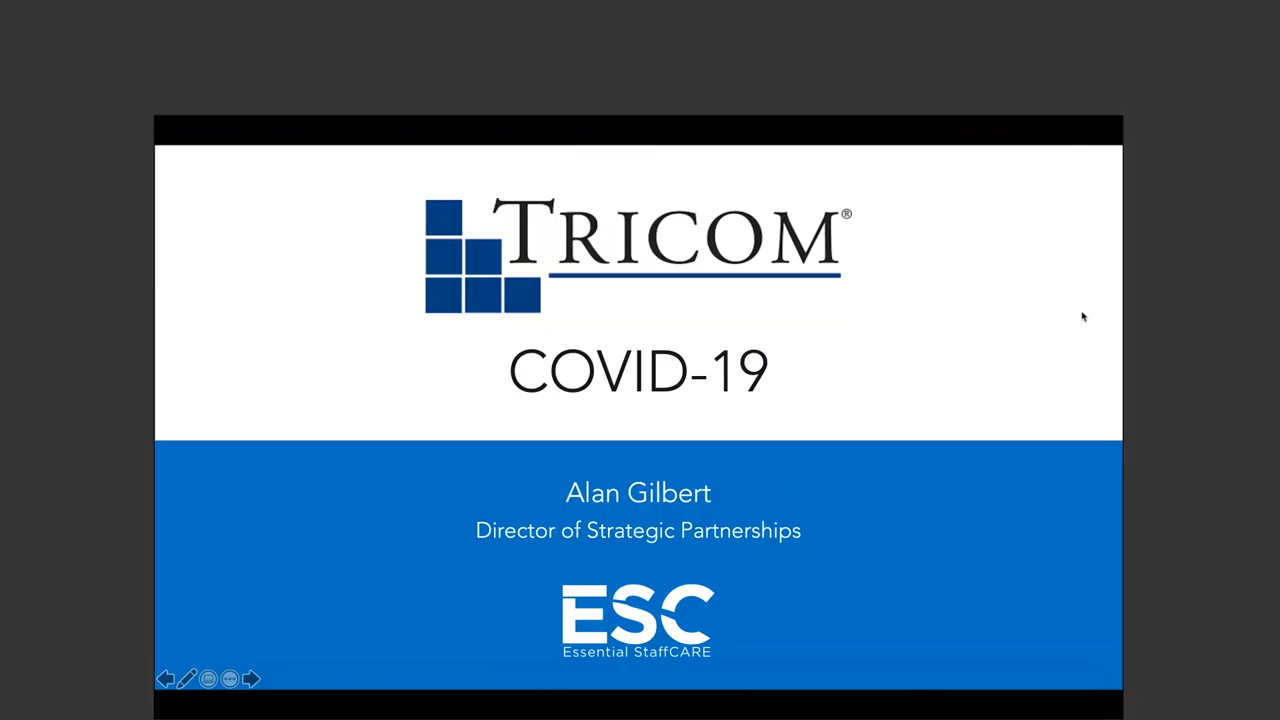 TRICOM®
COVID-19
Alan Gilbert
Director of Strategic Partnerships
ESC
Essential StaffCARE